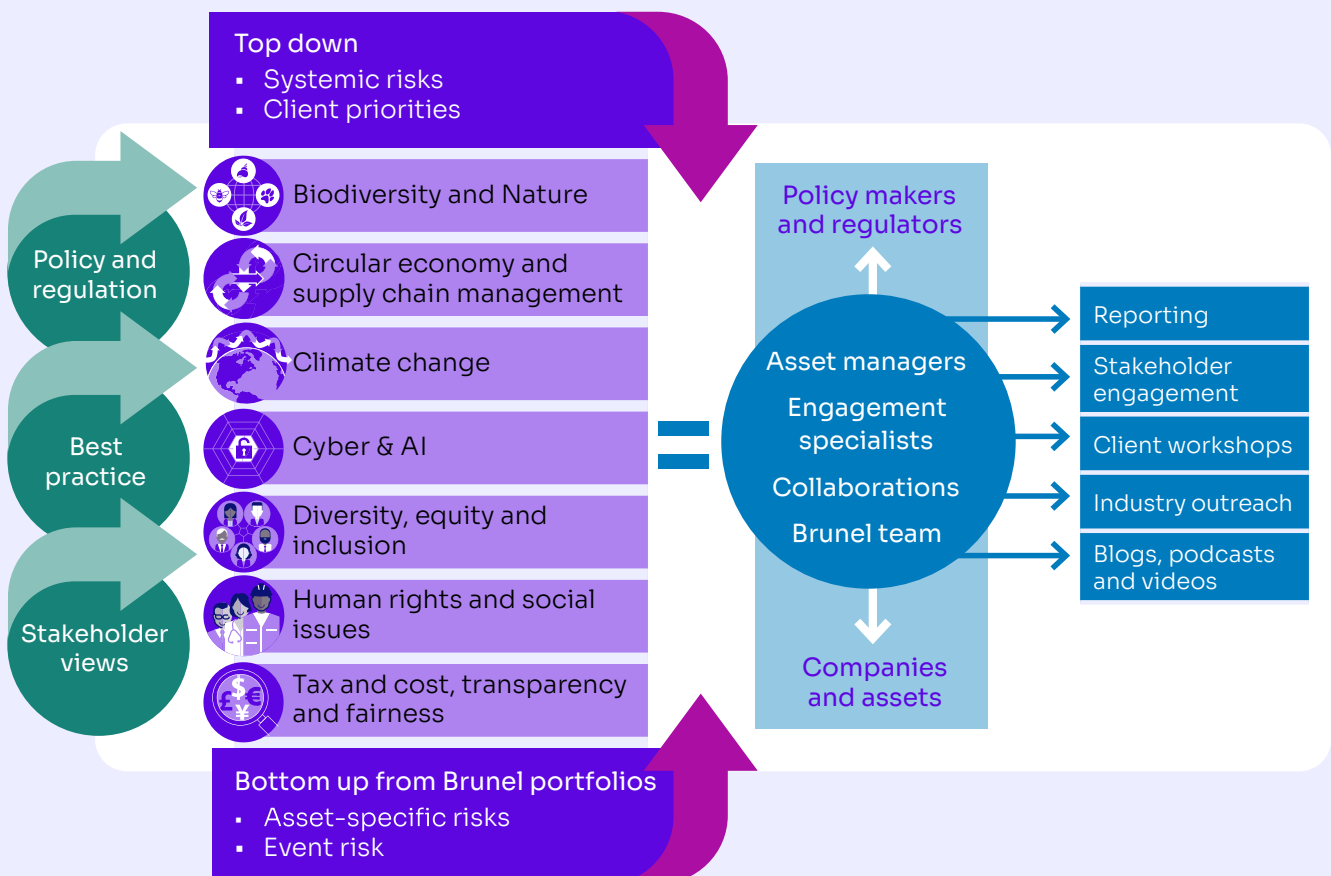 Top down
▪ Systemic risks
▪ Client priorities
Policy and
regulation
Best
practice
Stakeholder
views
Biodiversity and Nature
Circular economy and
supply chain management
Climate change
Cyber & AI
Diversity, equity and
inclusion
Human rights and social
issues
Tax and cost, transparency
and fairness
£ $ € ¥
Bottom up from Brunel portfolios
▪ Asset-specific risks
▪ Event risk
=
Policy makers
and regulators
Asset managers
Engagement
specialists
Collaborations
Brunel team
Companies
and assets
Reporting
Stakeholder
engagement
Client workshops
Industry outreach
Blogs, podcasts
and videos